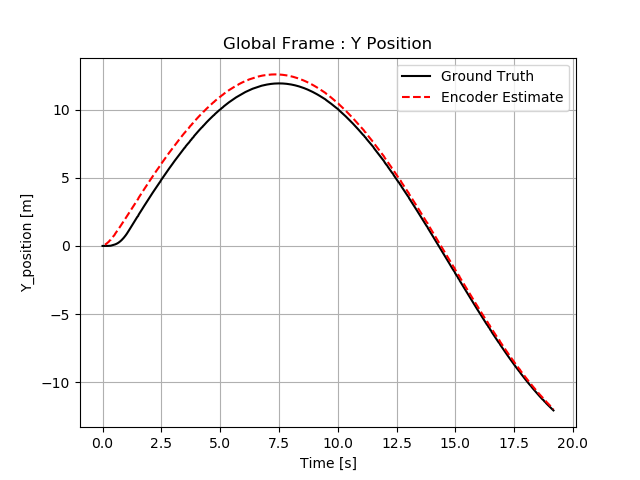 Global Frame : Y Position
Ground Truth
Encoder Estimate
10
5
0
−5
−10
Y_position [m]
0.0 2.5 5.0 7.5 10.0 12.5 15.0 17.5 20.0
Time [s]